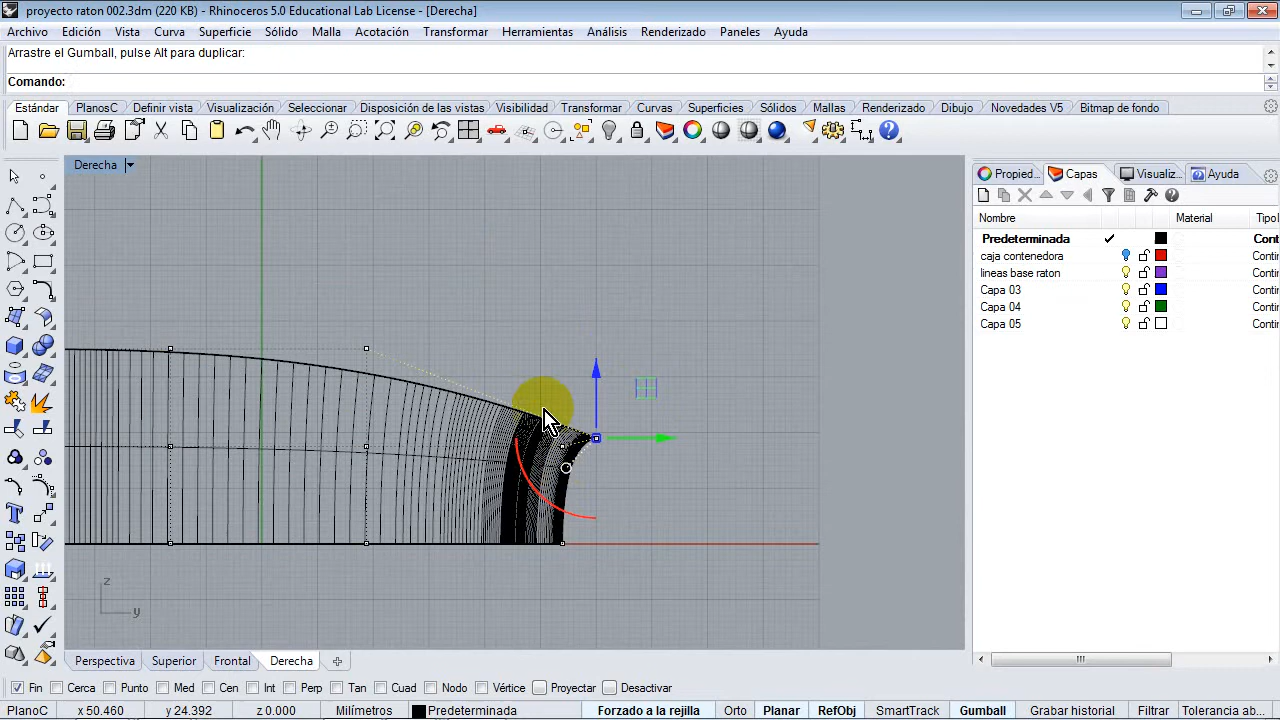 proyecto raton 002.3dm (220 KB) - Rhinoceros 5.0 Educational Lab License - [Derecha]
Archivo Edición Vista Curva Superficie Sólido Malla Acotación Transformar Herramientas Análisis Renderizado Paneles Ayuda
Arrastre el Gumball, pulse Alt para duplicar:
Comando:
Estándar PlanosC Definir vista Visualización Seleccionar Disposición de las vistas Visibilidad Transformar Curvas Superficies Sólidos Mallas Renderizado Dibujo Novedades V5 Bitmap de fondo
Derecha
Propied... Capas Visualiz... Ayuda
Nombre Material Tipo
Predeterminada Cont
caja contenedora Contir
lineas base raton Contir
Capa 03 Contir
Capa 04 Contir
Capa 05 Contir
z
y
Perspectiva Superior Frontal Derecha
Fin Cerca Punto Med Cen Int Perp Tan Cuad Nodo Vértice Proyectar Desactivar
PlanoC x 50.460 y 24.392 z 0.000 Milímetros Predeterminada Forzado a la rejilla Orto Planar RefObj SmartTrack Gumball Grabar historial Filtrar Tolerancia ab...